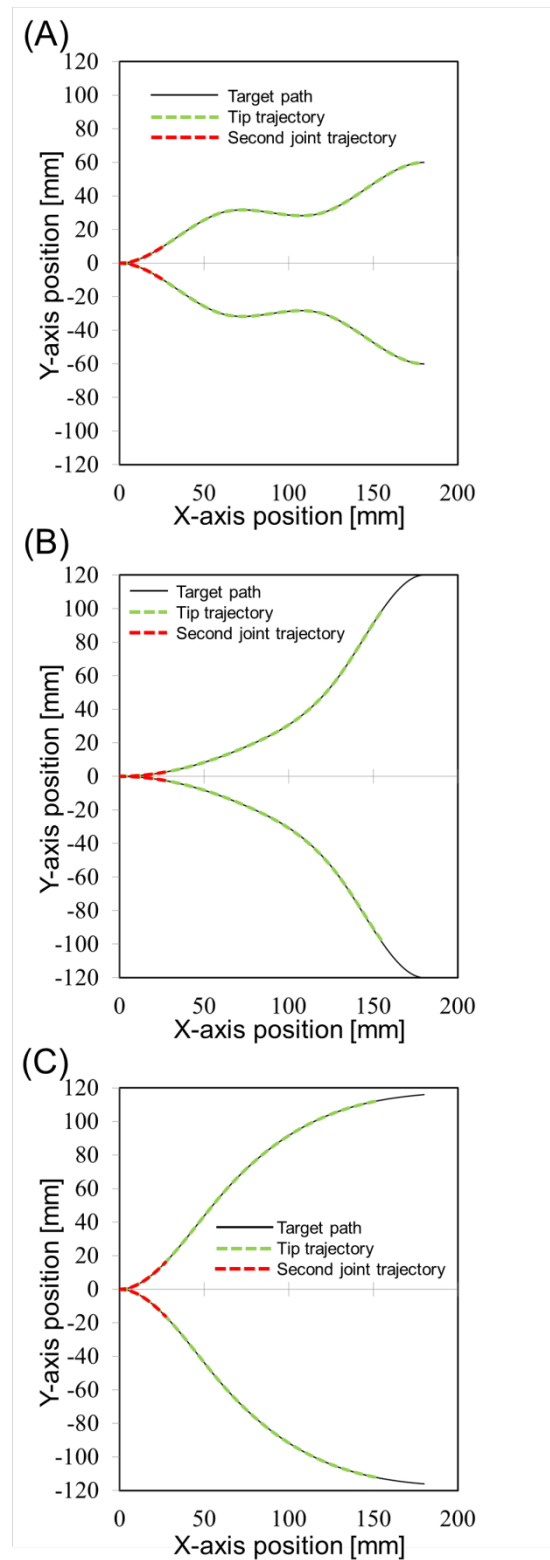 (A)
120
100
80
60
40
20
0
-20
-40
-60
-80
-100
-120
Y-axis position [mm]
Target path
Tip trajectory
Second joint trajectory
0 50 100 150 200
X-axis position [mm]
(B)
120
100
80
60
40
20
0
-20
-40
-60
-80
-100
-120
Y-axis position [mm]
Target path
Tip trajectory
Second joint trajectory
0 50 100 150 200
X-axis position [mm]
(C)
120
100
80
60
40
20
0
-20
-40
-60
-80
-100
-120
Y-axis position [mm]
Target path
Tip trajectory
Second joint trajectory
0 50 100 150 200
X-axis position [mm]